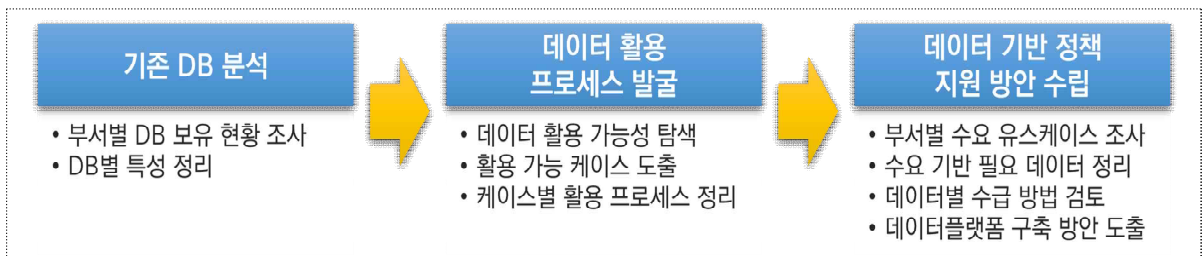 기존 DB 분석
• 부서별 DB 보유 현황 조사
• DB별 특성 정리
데이터 활용
프로세스 발굴
• 데이터 활용 가능성 탐색
• 활용 가능 케이스 도출
• 케이스별 활용 프로세스 정리
데이터 기반 정책
지원 방안 수립
• 부서별 수요 유스케이스 조사
• 수요 기반 필요 데이터 정리
• 데이터별 수급 방법 검토
• 데이터플랫폼 구축 방안 도출